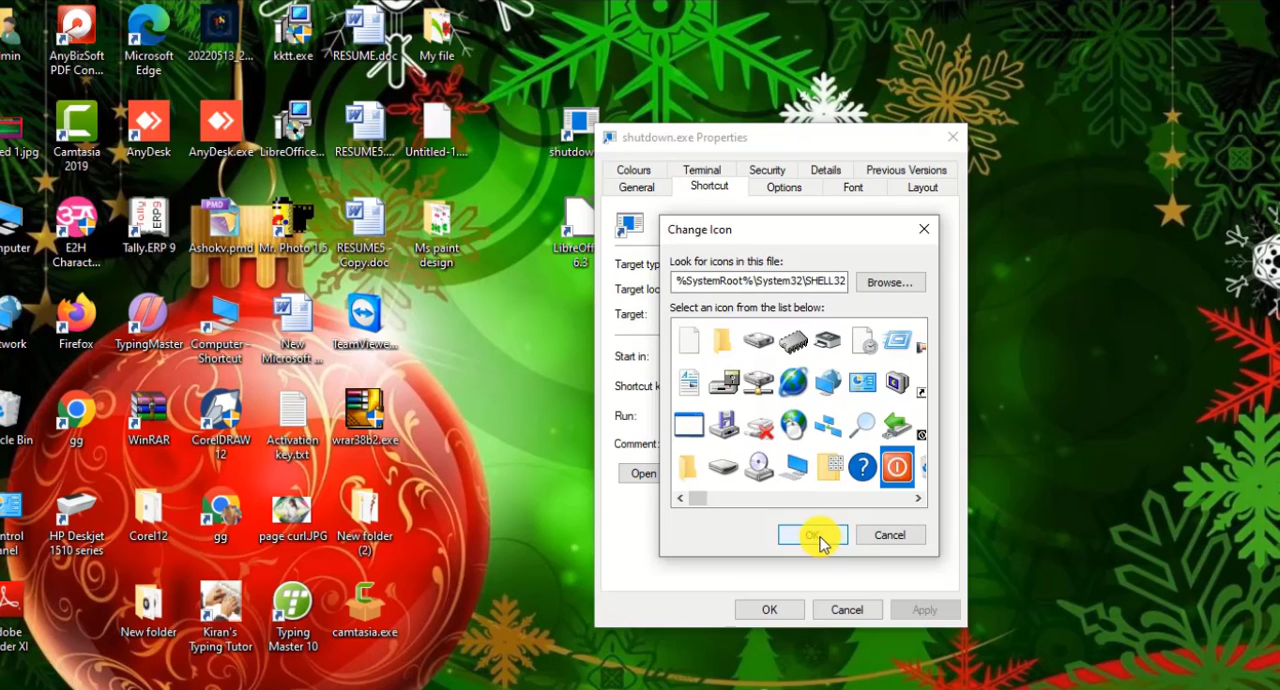 min
AnyBizSoft
PDF Con...
Microsoft
Edge
20220513_2...
kktt.exe
RESUME.doc
My file
ed 1.jpg
Camtasia
2019
AnyDesk
AnyDesk.exe
LibreOffice...
RESUME5....
Untitled-1....
shutdow
nputer
E2H
Charact...
Tally.ERP 9
PMD
Ashokv.pmd
Mr. Photo 1.5
RESUME5 -
Copy.doc
Ms paint
design
LibreOff
6.3
twork
Firefox
TypingMaster
Computer -
Shortcut
New
Microsoft ...
TeamViewe...
cle Bin
gg
WinRAR
CorelDRAW
12
Activation
key.txt
wrar38b2.exe
ntrol
anel
HP Deskjet
1510 series
Corel12
gg
page curl.JPG
New folder
(2)
dobe
der XI
New folder
Kiran's
Typing Tutor
Typing
Master 10
camtasia.exe
shutdown.exe Properties
Colours
Terminal
Security
Details
Previous Versions
General
Shortcut
Options
Font
Layout
Target typ
Target loc
Target:
Start in:
Shortcut k
Run:
Comment:
Open
Change Icon
Look for icons in this file:
%SystemRoot%\System32\SHELL32
Browse...
Select an icon from the list below:
OK
Cancel
OK
Cancel
Apply